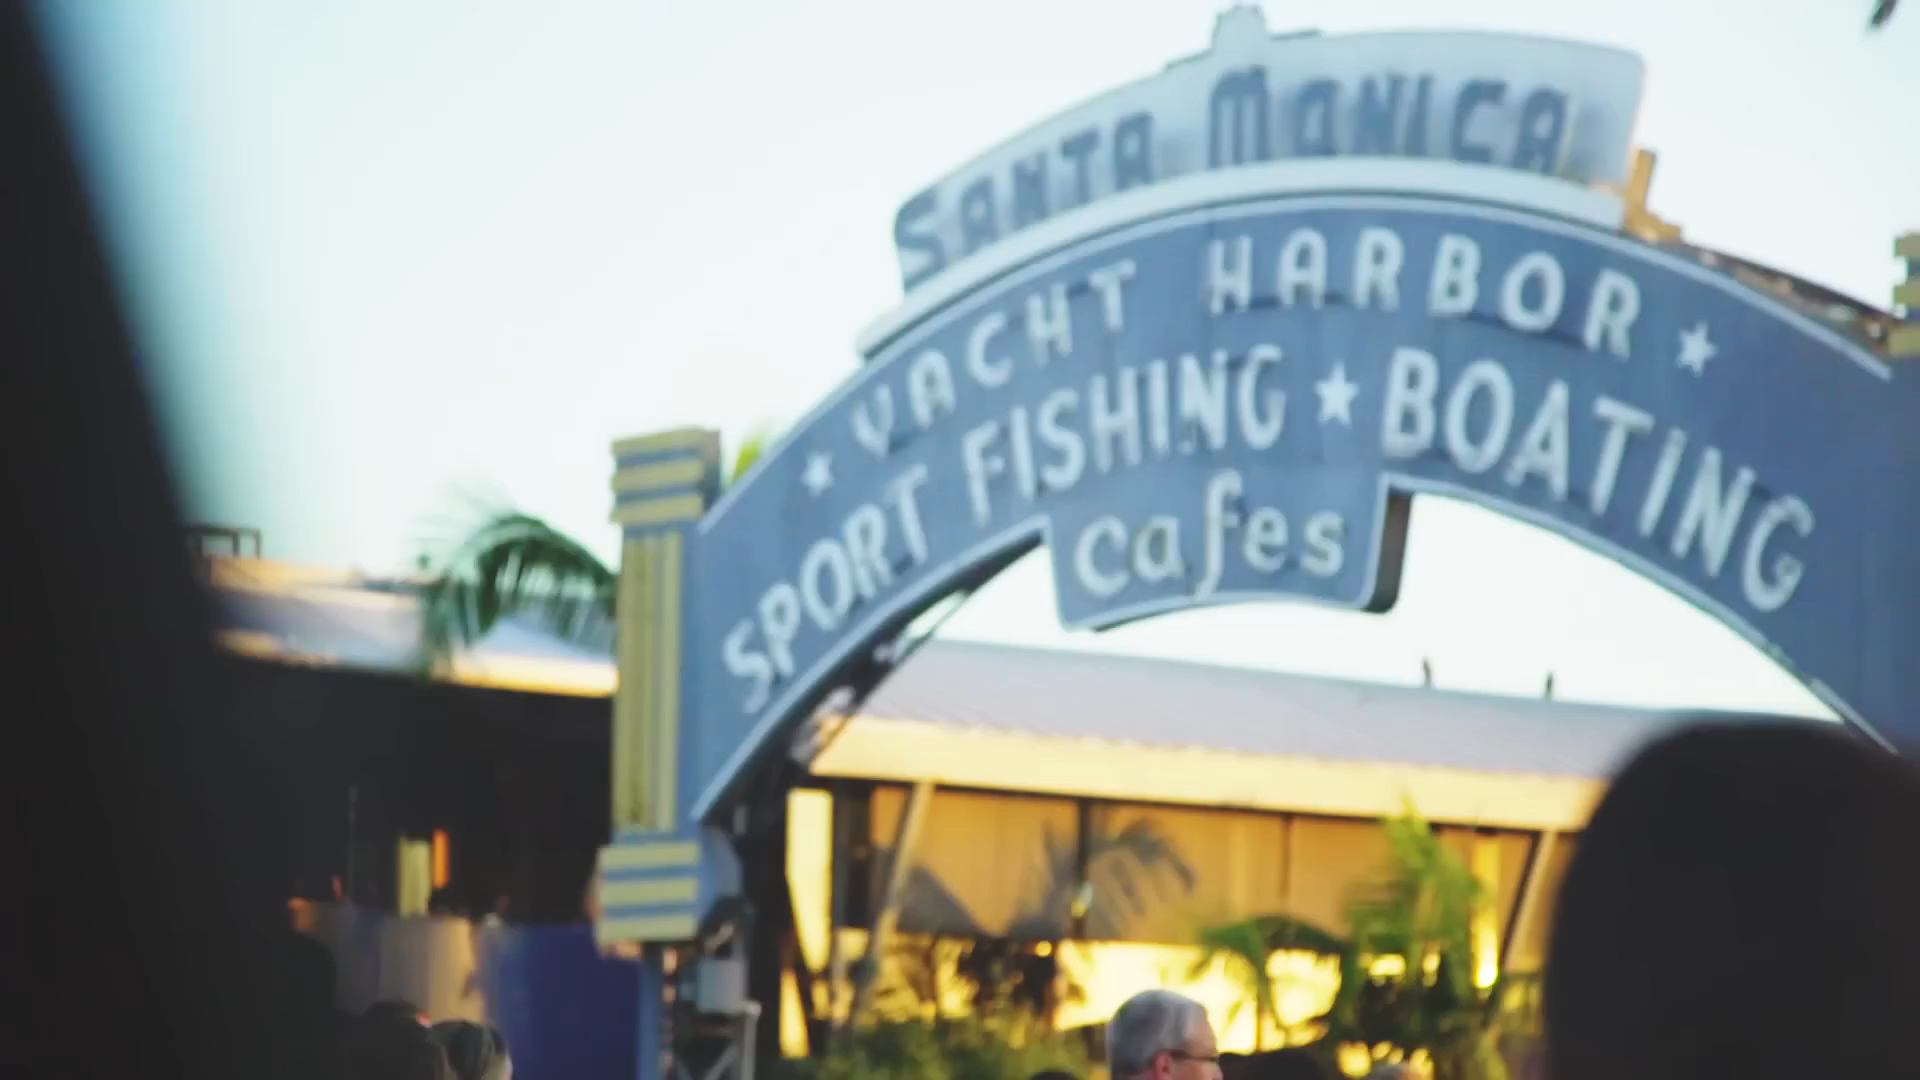 SANTA MONICA
★ YACHT HARBOR ★
SPORT FISHING ★ BOATING
cafes